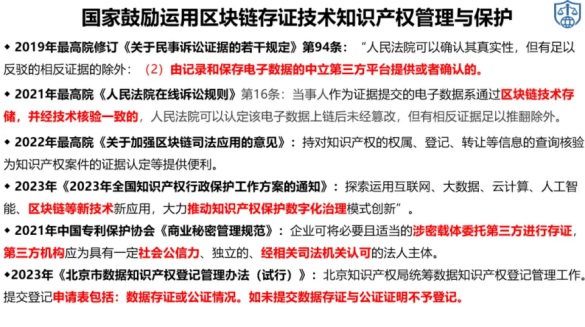 国家鼓励运用区块链存证技术知识产权管理与保护
◆ 2019年最高院修订《关于民事诉讼证据的若干规定》第94条：“人民法院可以确认其真实性，但有足以
反驳的相反证据的除外:（2）由记录和保存电子数据的中立第三方平台提供或者确认的。
◆ 2021年最高院《人民法院在线诉讼规则》第16条：当事人作为证据提交的电子数据系通过区块链技术存
储，并经技术核验一致的，人民法院可以认定该电子数据上链后未经篡改，但有相反证据足以推翻除外。
◆ 2022年最高院《关于加强区块链司法应用的意见》：持对知识产权的权属、登记、转让等信息的查询核验
为知识产权案件的证据认定等提供便利。
◆ 2023年《2023年全国知识产权行政保护工作方案的通知》：探索运用互联网、大数据、云计算、人工智
能、区块链等新技术新应用，大力推动知识产权保护数字化治理模式创新”。
◆ 2021年中国专利保护协会《商业秘密管理规范》：企业可将必要且适当的涉密载体委托第三方进行存证，
第三方机构应为具有一定社会公信力、独立的、经相关司法机关认可的法人主体。
◆2023年《北京市数据知识产权登记管理办法（试行）》：北京知识产权局统筹数据知识产权登记管理工作。
提交登记申请表包括：数据存证或公证情况。如未提交数据存证与公证证明不予登记。